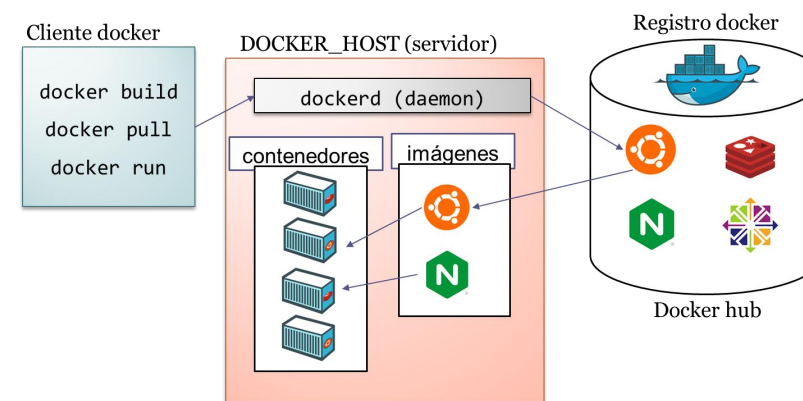 Cliente docker
docker build
docker pull
docker run
DOCKER_HOST (servidor)
dockerd (daemon)
contenedores
imágenes
N
Registro docker
N
Docker hub